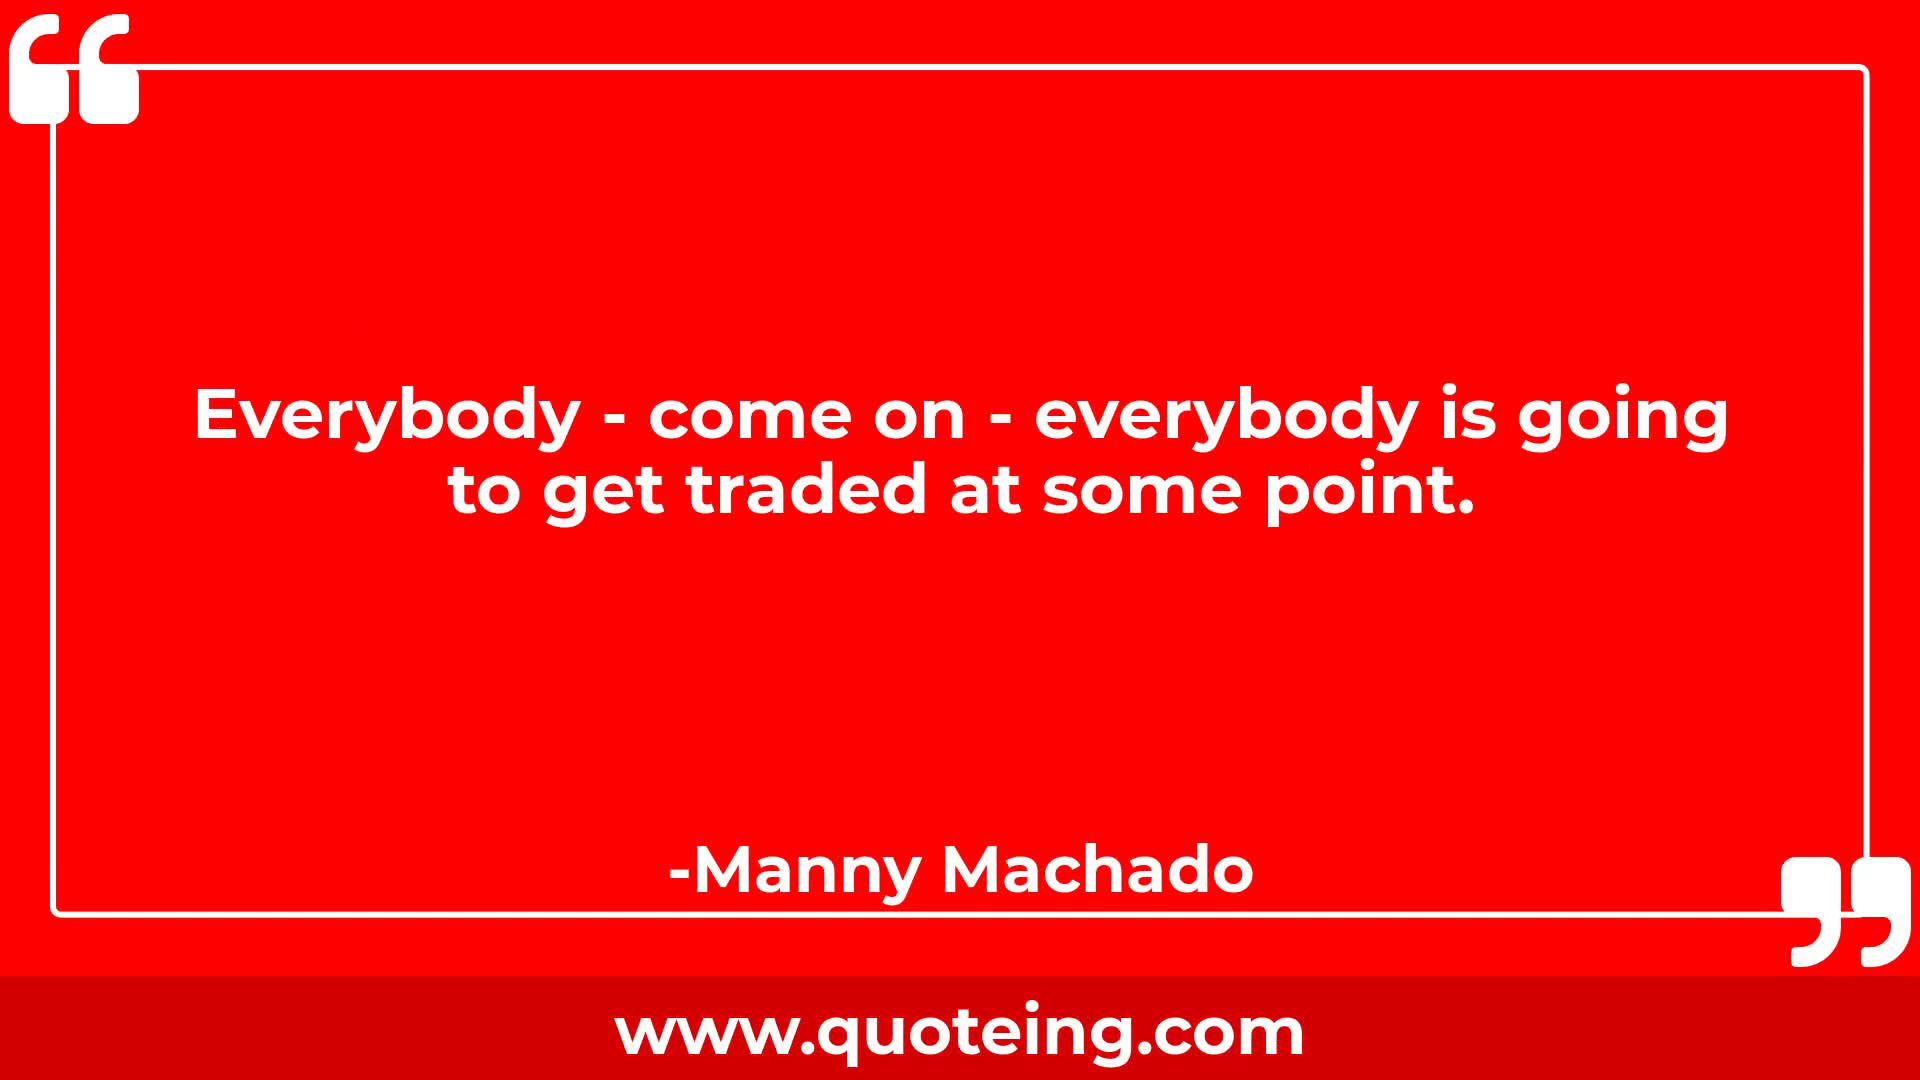 Everybody - come on - everybody is going
to get traded at some point.
-Manny Machado
www.quoteing.com